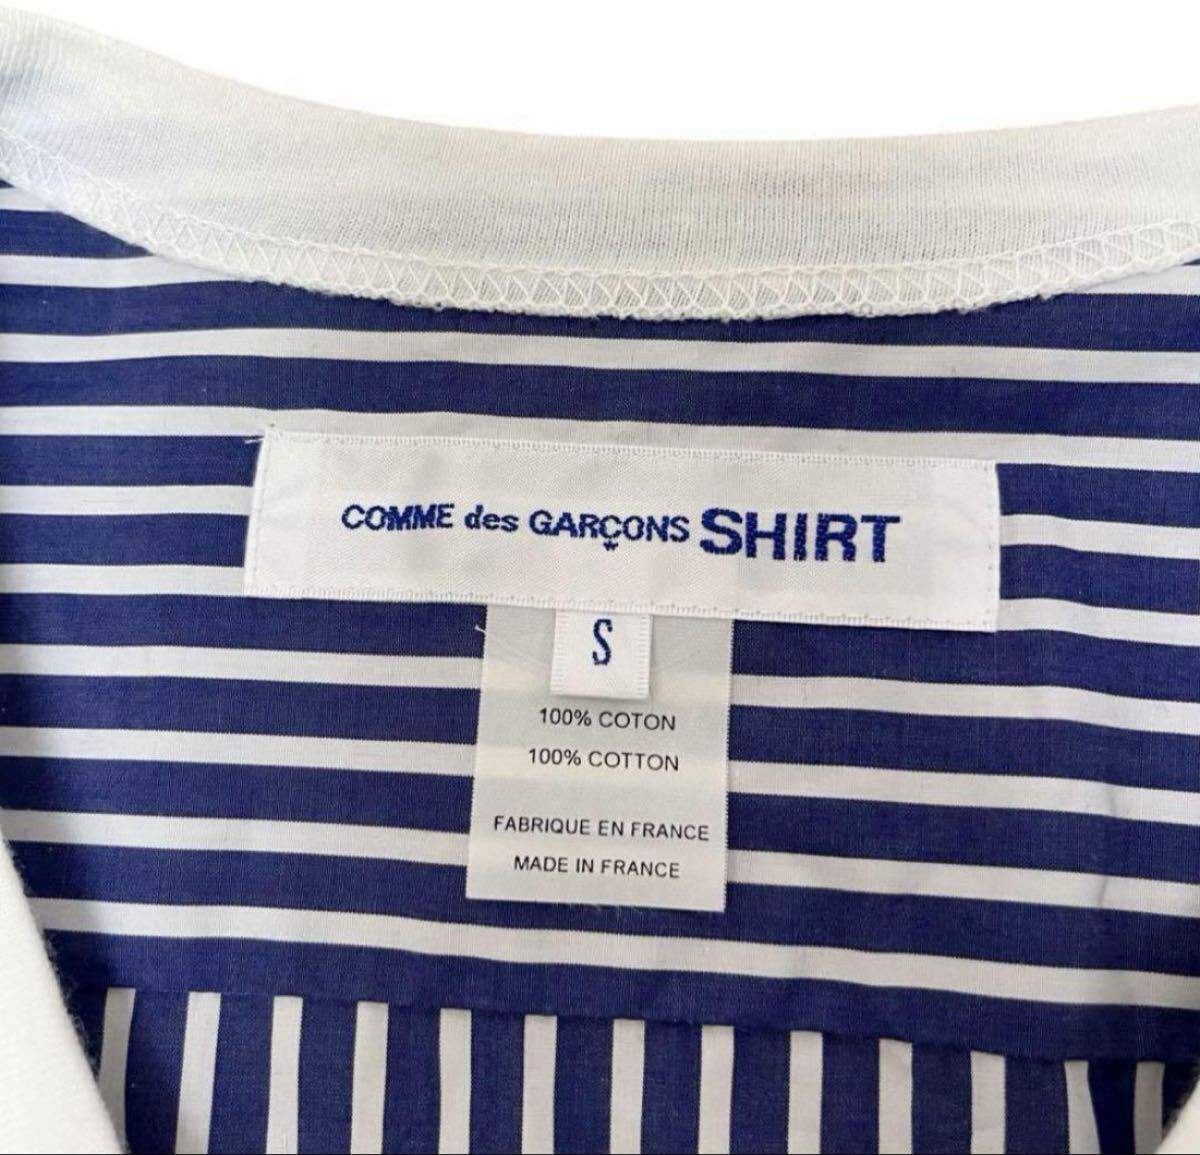 COMME des GARÇONS SHIRT
S
100% COTON
100% COTTON
FABRIQUE EN FRANCE
MADE IN FRANCE